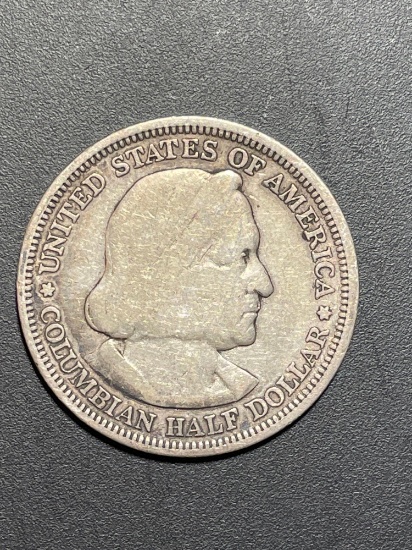 UNITED STATES OF AMERICA
COLUMBIAN HALF DOLLAR